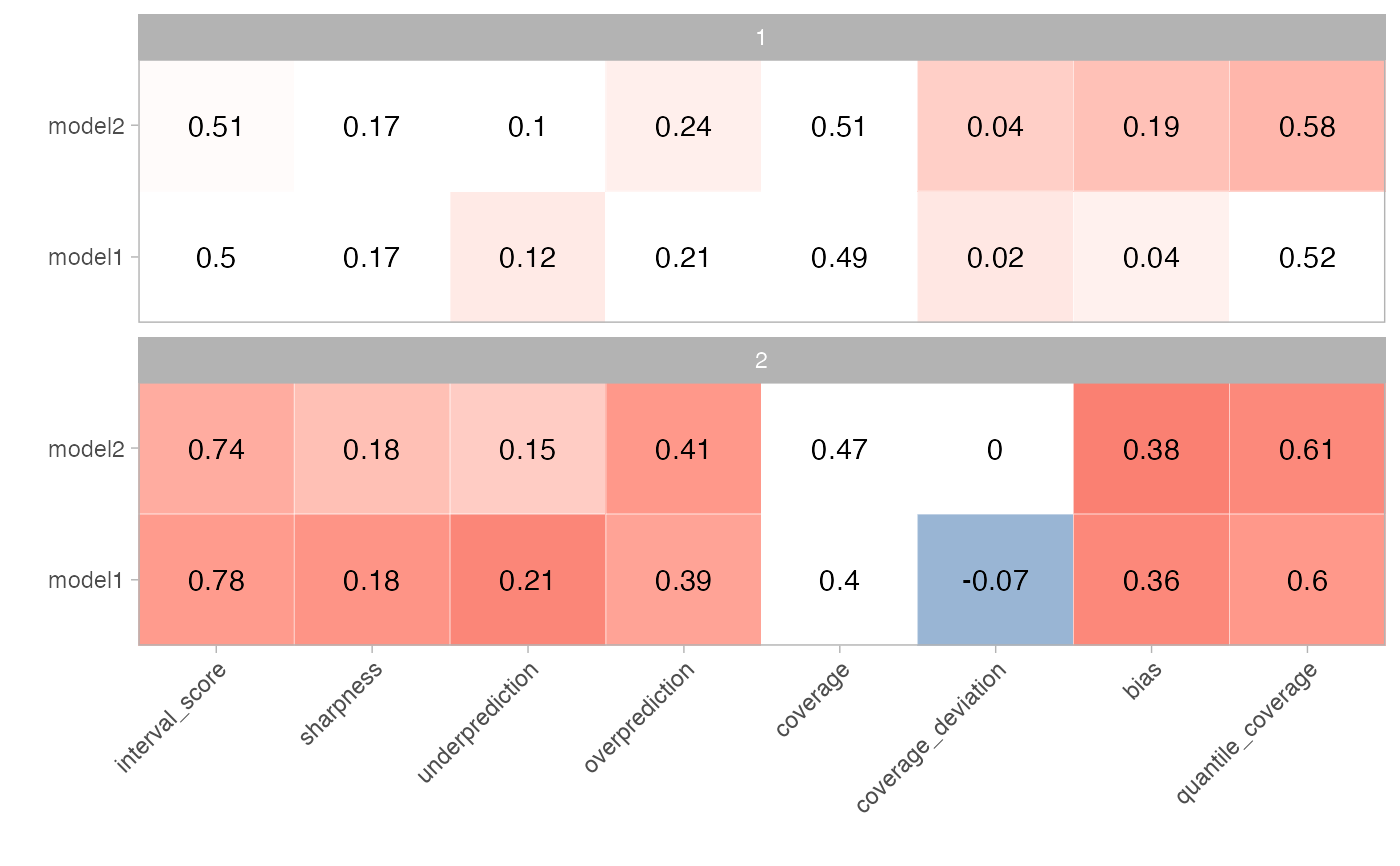 1
model2 0.51 0.17 0.1 0.24 0.51 0.04 0.19 0.58
model1 0.5 0.17 0.12 0.21 0.49 0.02 0.04 0.52
2
model2 0.74 0.18 0.15 0.41 0.47 0 0.38 0.61
model1 0.78 0.18 0.21 0.39 0.4 -0.07 0.36 0.6
interval_score sharpness underprediction overprediction coverage coverage_deviation bias quantile_coverage